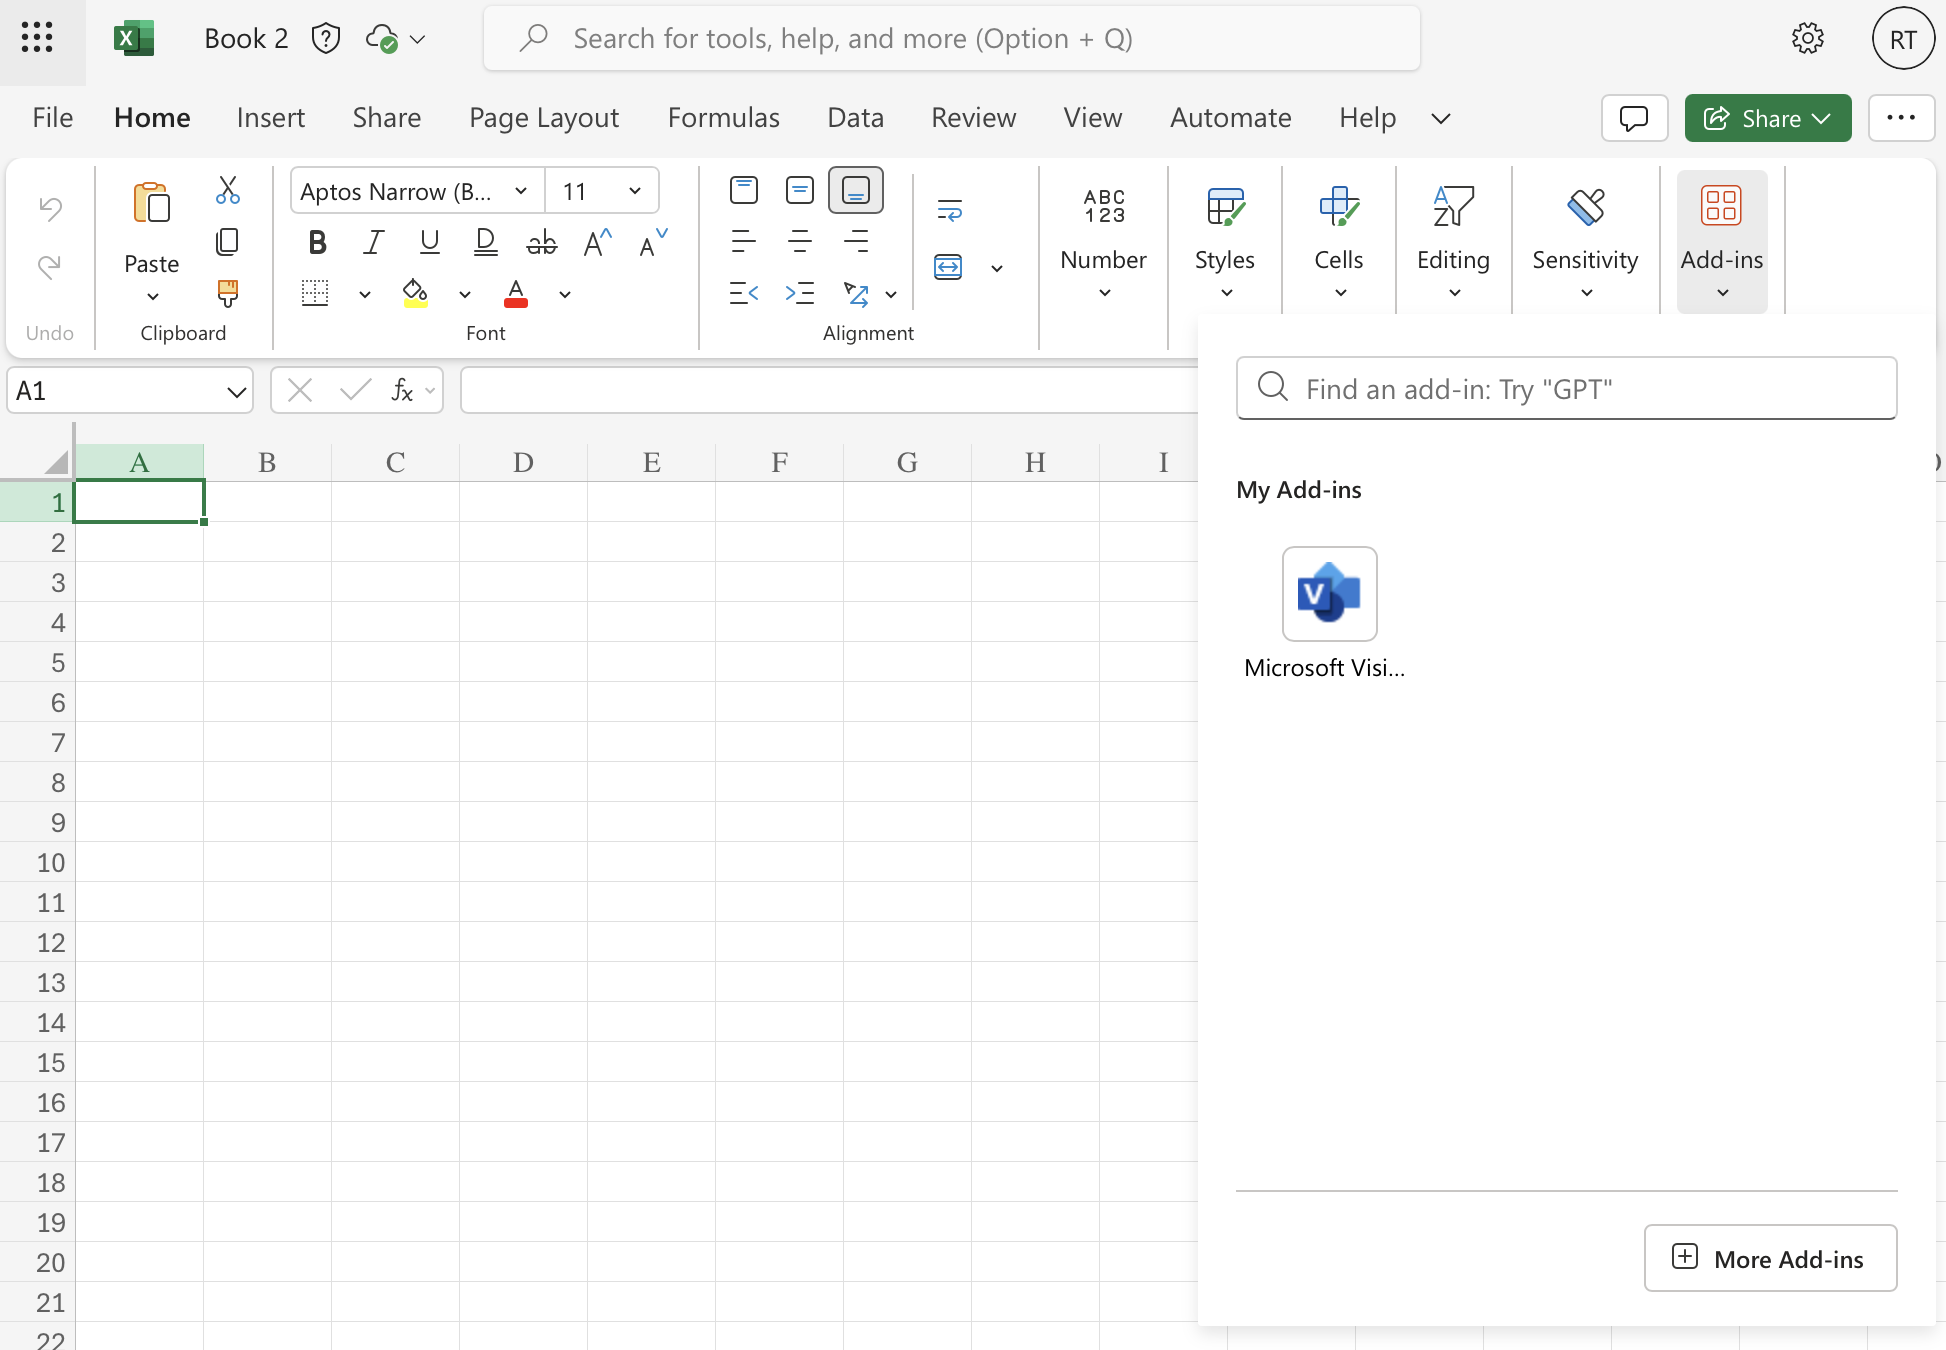 Book 2
Search for tools, help, and more (Option + Q)
RT
File Home Insert Share Page Layout Formulas Data Review View Automate Help
Share
Aptos Narrow (B... 11
ABC
123
Paste
Number Styles Cells Editing Sensitivity Add-ins
Undo Clipboard Font Alignment
A1
fx
Find an add-in: Try "GPT"
A B C D E F G H I
My Add-ins
Microsoft Visi...
1
2
3
4
5
6
7
8
9
10
11
12
13
14
15
16
17
18
19
20
21
22
More Add-ins